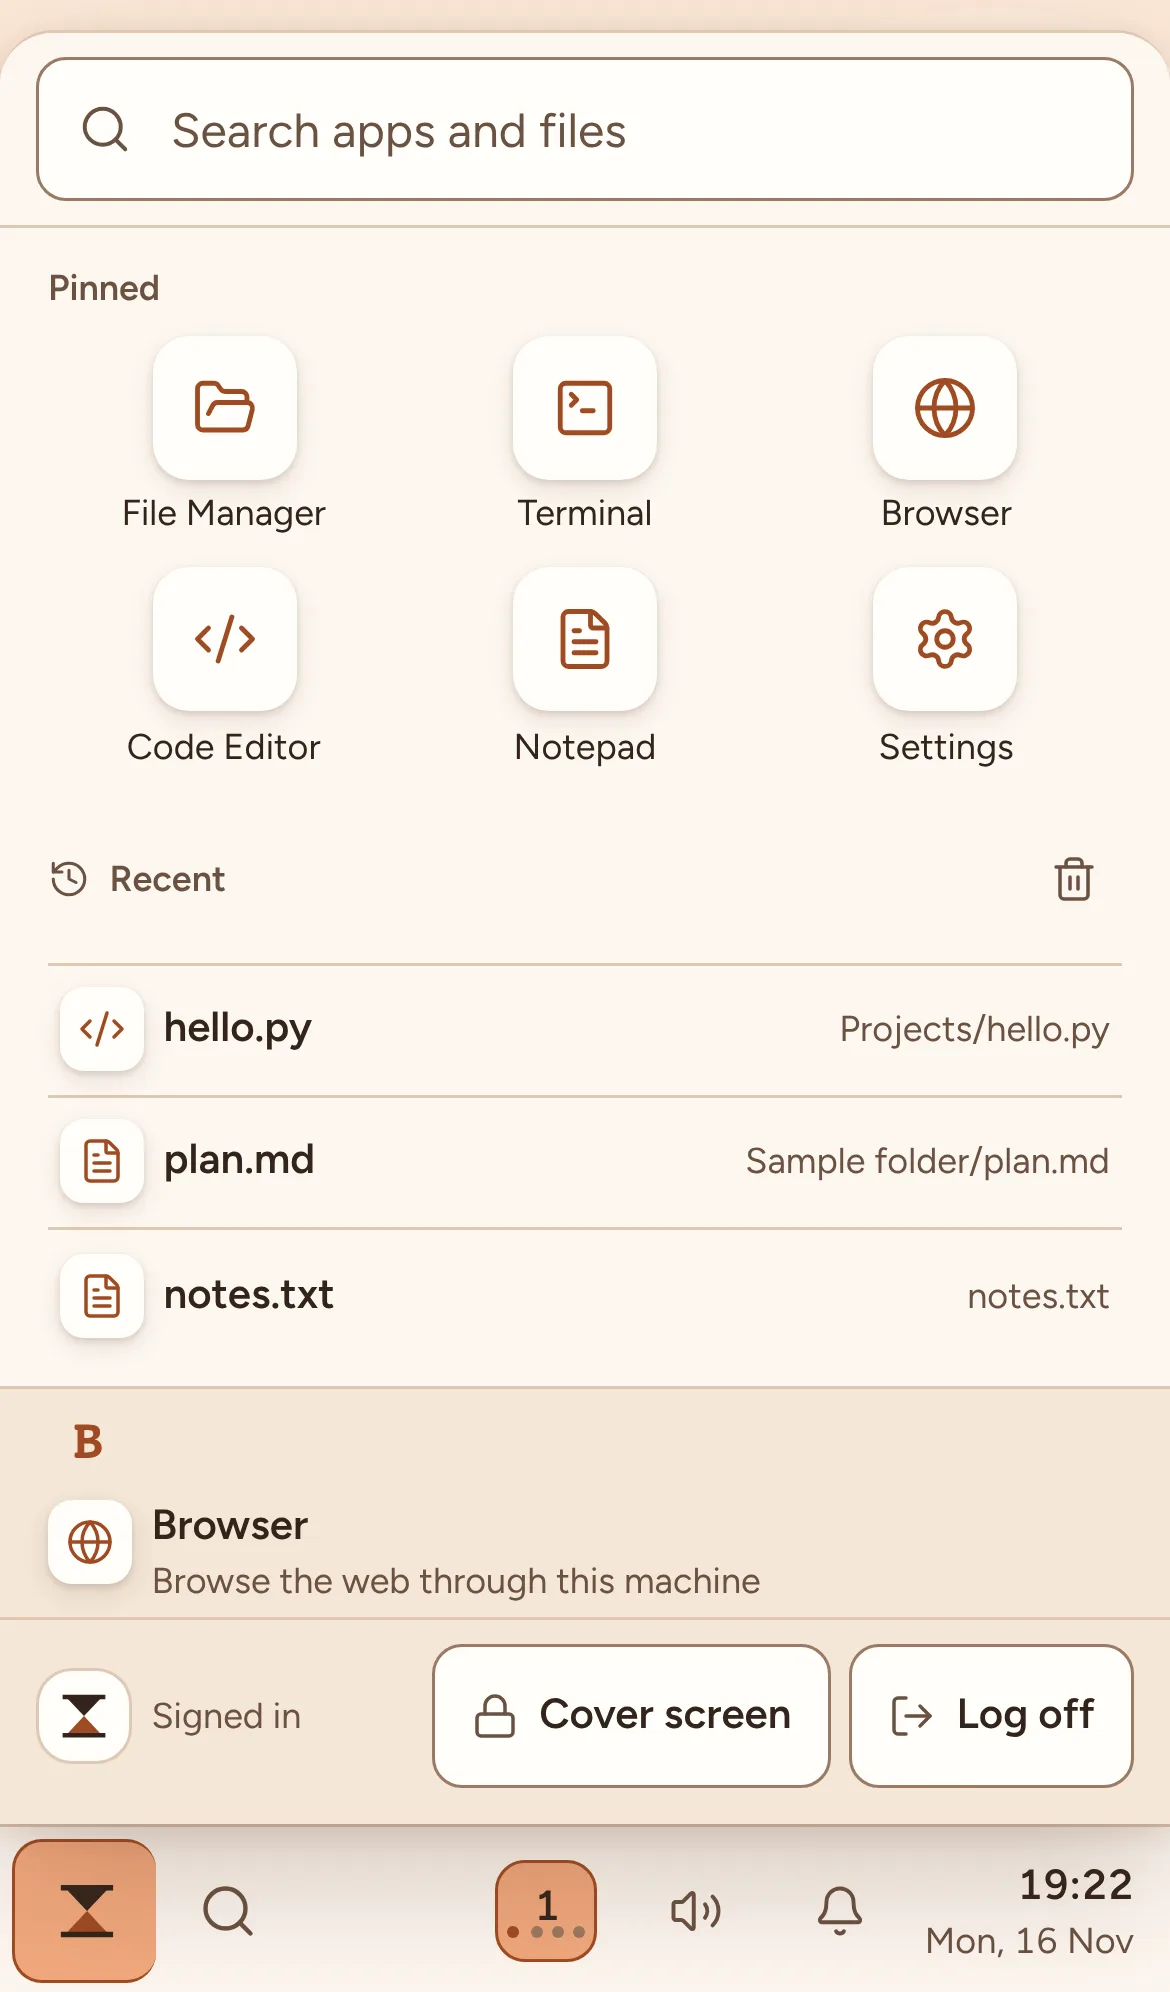 Search apps and files
Pinned
File Manager
Terminal
Browser
Code Editor
Notepad
Settings
Recent
hello.py
Projects/hello.py
plan.md
Sample folder/plan.md
notes.txt
notes.txt
B
Browser
Browse the web through this machine
Signed in
Cover screen
Log off
1
19:22
Mon, 16 Nov